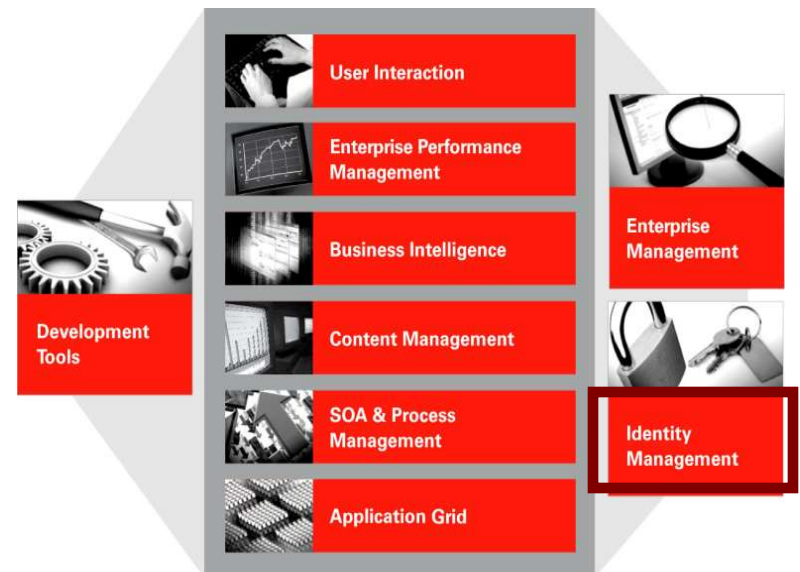 User Interaction
Enterprise Performance
Management
Business Intelligence
Content Management
SOA & Process
Management
Application Grid
Development
Tools
Enterprise
Management
Identity
Management